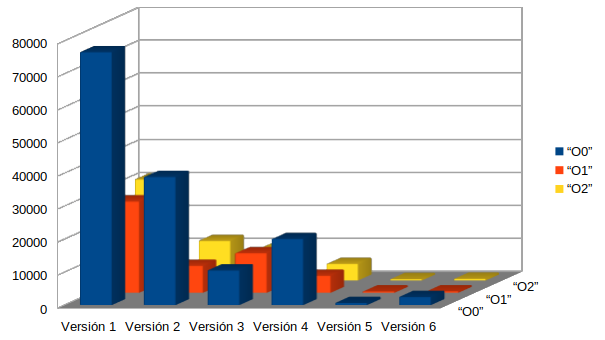 80000
70000
60000
50000
40000
30000
20000
10000
0
Versión 1 Versión 2 Versión 3 Versión 4 Versión 5 Versión 6
“O0”
“O1”
“O2”
“O0”
“O1”
“O2”